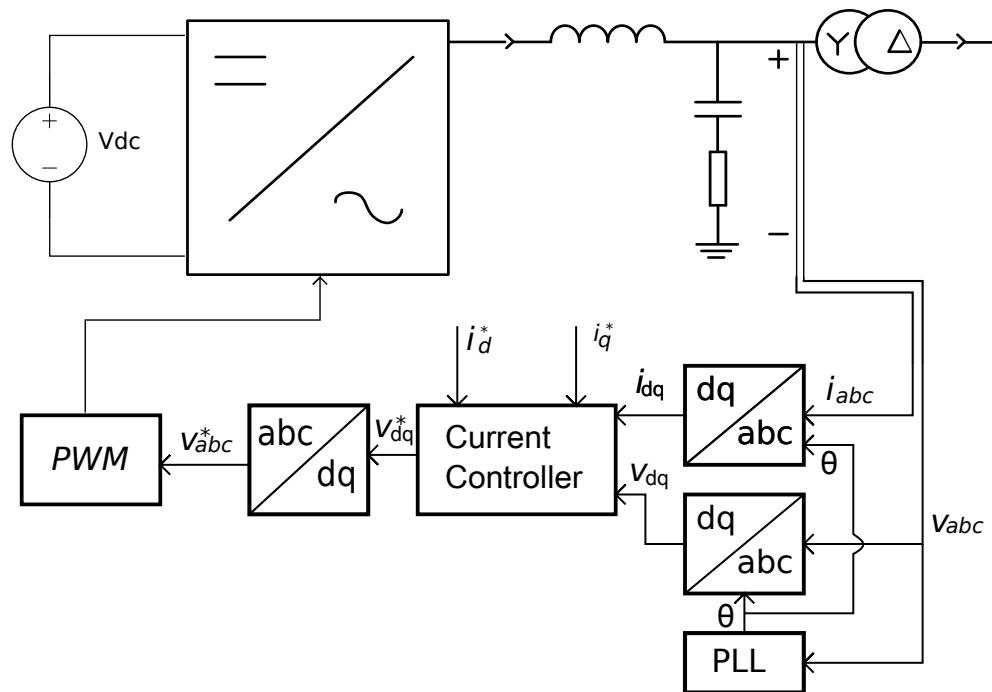 Y Δ
+
+
Vdc
−
−
i*d
i*q
idq
dq
abc
iabc
θ
v*abc
abc
dq
v*dq
Current
Controller
PWM
vdq
dq
abc
vabc
θ
PLL